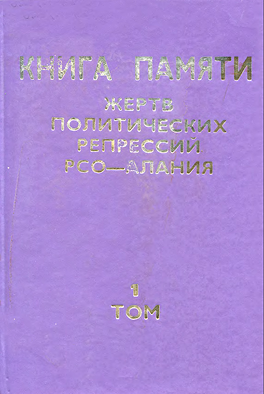 КНИГА ПАМЯТИ
ЖЕРТВ
ПОЛИТИЧЕСКИХ
РЕПРЕССИЙ
РСО—АЛАНИЯ
1
ТОМ